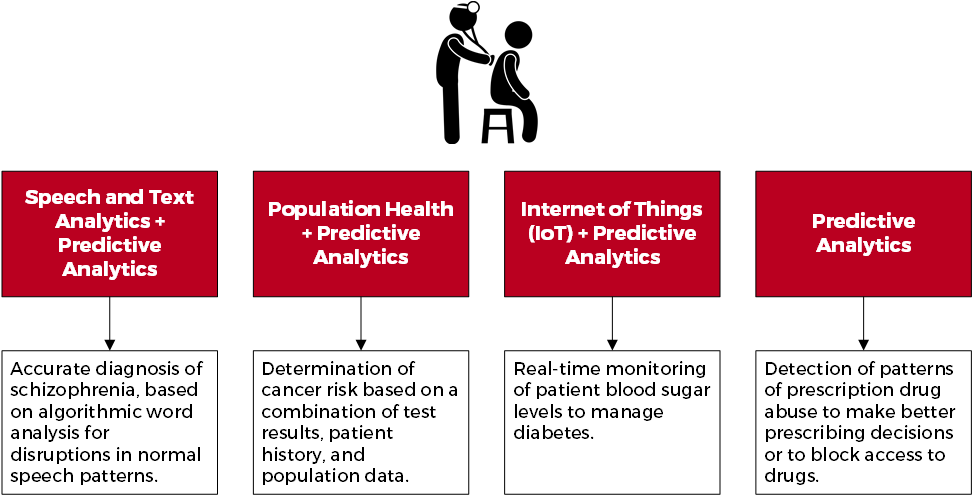 Speech and Text
Analytics +
Predictive
Analytics
Population Health
+ Predictive
Analytics
Internet of Things
(IoT) + Predictive
Analytics
Predictive
Analytics
Accurate diagnosis of
schizophrenia, based
on algorithmic word
analysis for
disruptions in normal
speech patterns.
Determination of
cancer risk based on a
combination of test
results, patient
history, and
population data.
Real-time monitoring
of patient blood sugar
levels to manage
diabetes.
Detection of patterns
of prescription drug
abuse to make better
prescribing decisions
or to block access to
drugs.